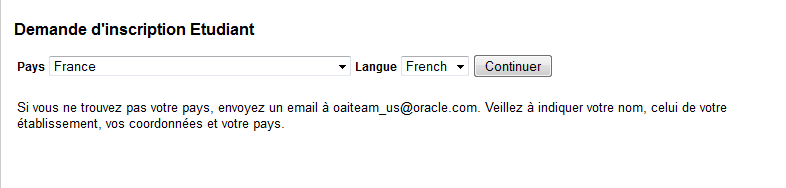 Demande d'inscription Etudiant
Pays France Langue French Continuer
Si vous ne trouvez pas votre pays, envoyez un email à oaiteam_us@oracle.com. Veillez à indiquer votre nom, celui de votre
établissement, vos coordonnées et votre pays.